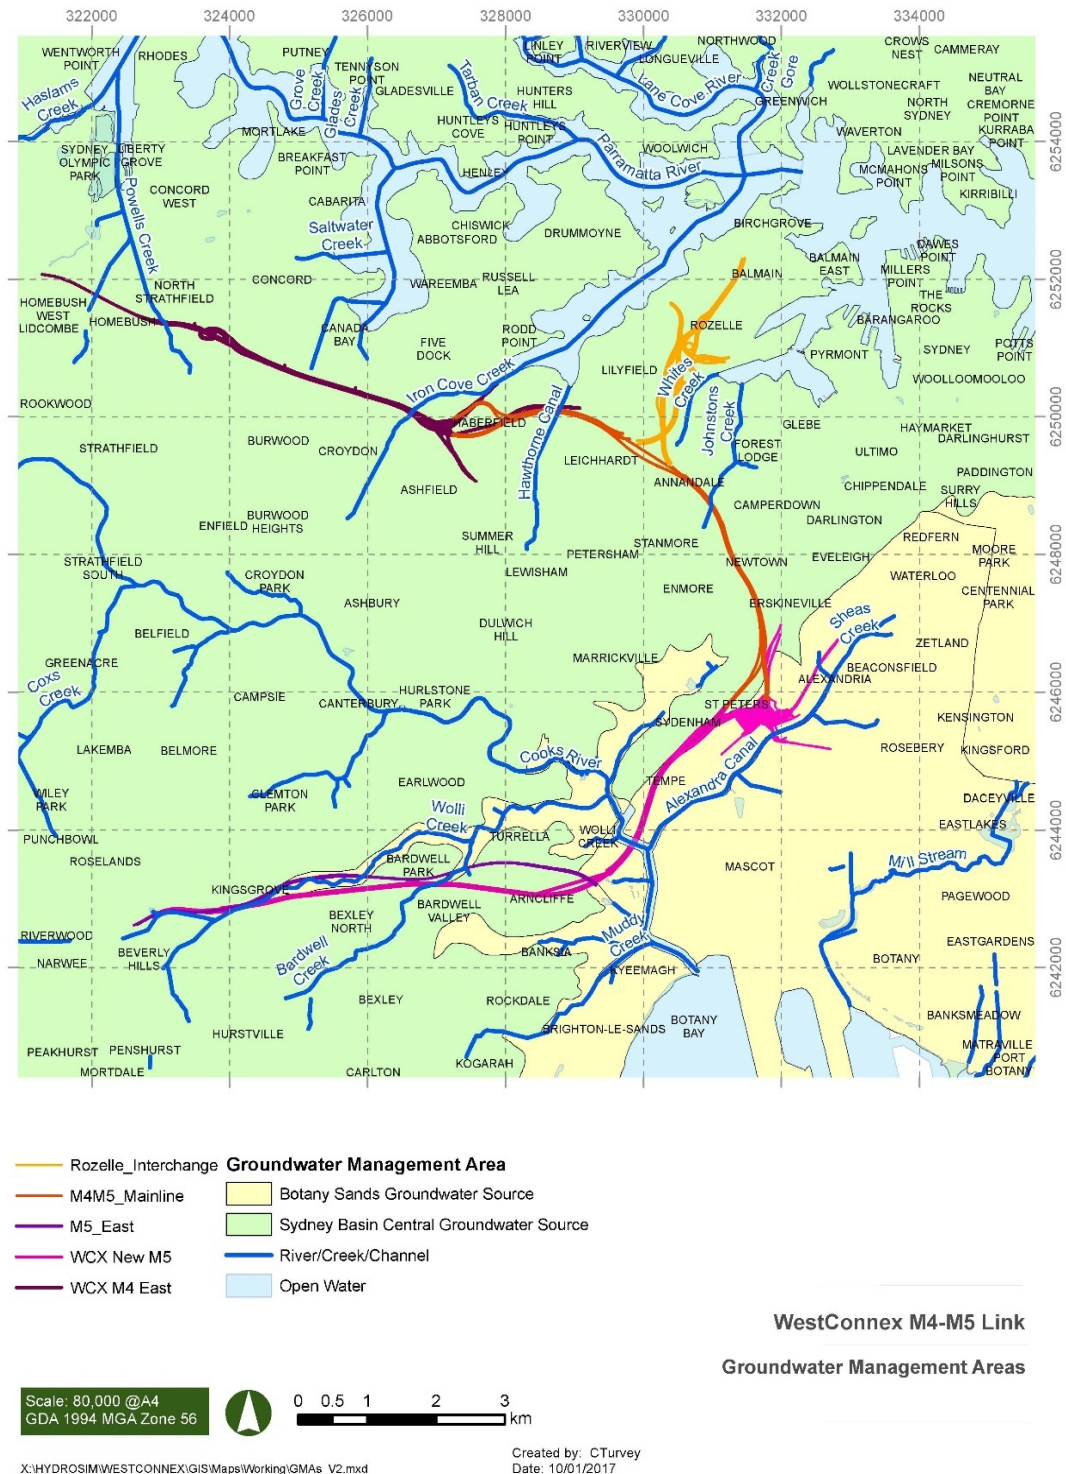 322000
324000
326000
328000
330000
332000
334000
WENTWORTH
POINT
RHODES
PUTNEY
TENNYSON
POINT
GLADESVILLE
LINLEY
POINT
RIVERVIEW
LONGUEVILLE
NORTHWOOD
CROWS
NEST
CAMMERAY
Haslams
Creek
Grove
Creek
Glades
Creek
Tarban
Creek
HUNTERS
HILL
Lane Cove River
Gore
Creek
GREENWICH
WOLLSTONECRAFT
NEUTRAL
BAY
NORTH
SYDNEY
CREMORNE
POINT
KURRABA
POINT
MORTLAKE
HUNTLEYS
COVE
HUNTLEYS
POINT
WAVERTON
6254000
SYDNEY
OLYMPIC
PARK
LIBERTY
GROVE
BREAKFAST
POINT
HENLEY
WOOLWICH
Parramatta River
LAVENDER BAY
MCMAHONS
POINT
MILSONS
POINT
KIRRIBILLI
CONCORD
WEST
Powells Creek
CABARITA
Saltwater
Creek
CHISWICK
ABBOTSFORD
DRUMMOYNE
BIRCHGROVE
BALMAIN
EAST
DAWES
POINT
MILLERS
POINT
6252000
CONCORD
WAREEMBA
RUSSELL
LEA
BALMAIN
THE
ROCKS
NORTH
STRATHFIELD
HOMEBUSH
WEST
LIDCOMBE
HOMEBUSH
CANADA
BAY
FIVE
DOCK
RODD
POINT
ROZELLE
BARANGAROO
PYRMONT
SYDNEY
POTTS
POINT
LILYFIELD
Whites
Creek
WOOLLOOMOOLOO
Iron Cove Creek
ROOKWOOD
HABERFIELD
Hawthorne Canal
Johnstons
Creek
GLEBE
HAYMARKET
DARLINGHURST
6250000
STRATHFIELD
BURWOOD
CROYDON
LEICHHARDT
FOREST
LODGE
ULTIMO
PADDINGTON
ASHFIELD
ANNANDALE
CHIPPENDALE
SURRY
HILLS
CAMPERDOWN
DARLINGTON
ENFIELD
BURWOOD
HEIGHTS
SUMMER
HILL
STANMORE
PETERSHAM
REDFERN
MOORE
PARK
6248000
STRATHFIELD
SOUTH
CROYDON
PARK
LEWISHAM
NEWTOWN
EVELEIGH
WATERLOO
CENTENNIAL
PARK
ASHBURY
ENMORE
ERSKINEVILLE
BELFIELD
DULWICH
HILL
Sheas
Creek
ZETLAND
GREENACRE
MARRICKVILLE
BEACONSFIELD
ALEXANDRIA
Coxs
Creek
CAMPSIE
CANTERBURY
HURLSTONE
PARK
ST PETERS
SYDENHAM
KENSINGTON
6246000
LAKEMBA
BELMORE
Cooks River
ROSEBERY
KINGSFORD
EARLWOOD
TEMPE
Alexandra Canal
WILEY
PARK
CLEMTON
PARK
DACEYVILLE
Wolli
Creek
EASTLAKES
PUNCHBOWL
TURRELLA
WOLLI
CREEK
6244000
ROSELANDS
BARDWELL
PARK
MASCOT
Mill Stream
KINGSGROVE
ARNCLIFFE
PAGEWOOD
BARDWELL
VALLEY
BEXLEY
NORTH
Muddy
Creek
RIVERWOOD
EASTGARDENS
NARWEE
BEVERLY
HILLS
Bardwell
Creek
BANKSIA
KYEEMAGH
BOTANY
6242000
BEXLEY
ROCKDALE
BANKSMEADOW
HURSTVILLE
BRIGHTON-LE-SANDS
BOTANY
BAY
PEAKHURST
PENSHURST
MATRAVILLE
PORT
BOTANY
MORTDALE
CARLTON
KOGARAH
Rozelle_Interchange
M4M5_Mainline
M5_East
WCX New M5
WCX M4 East
Groundwater Management Area
Botany Sands Groundwater Source
Sydney Basin Central Groundwater Source
River/Creek/Channel
Open Water
WestConnex M4-M5 Link
Groundwater Management Areas
Scale: 80,000 @A4
GDA 1994 MGA Zone 56
0 0.5 1 2 3
km
Created by: CTurvey
Date: 10/01/2017
X:\HYDROSIM\WESTCONNEX\GIS\Maps\Working\GMAs_V2.mxd